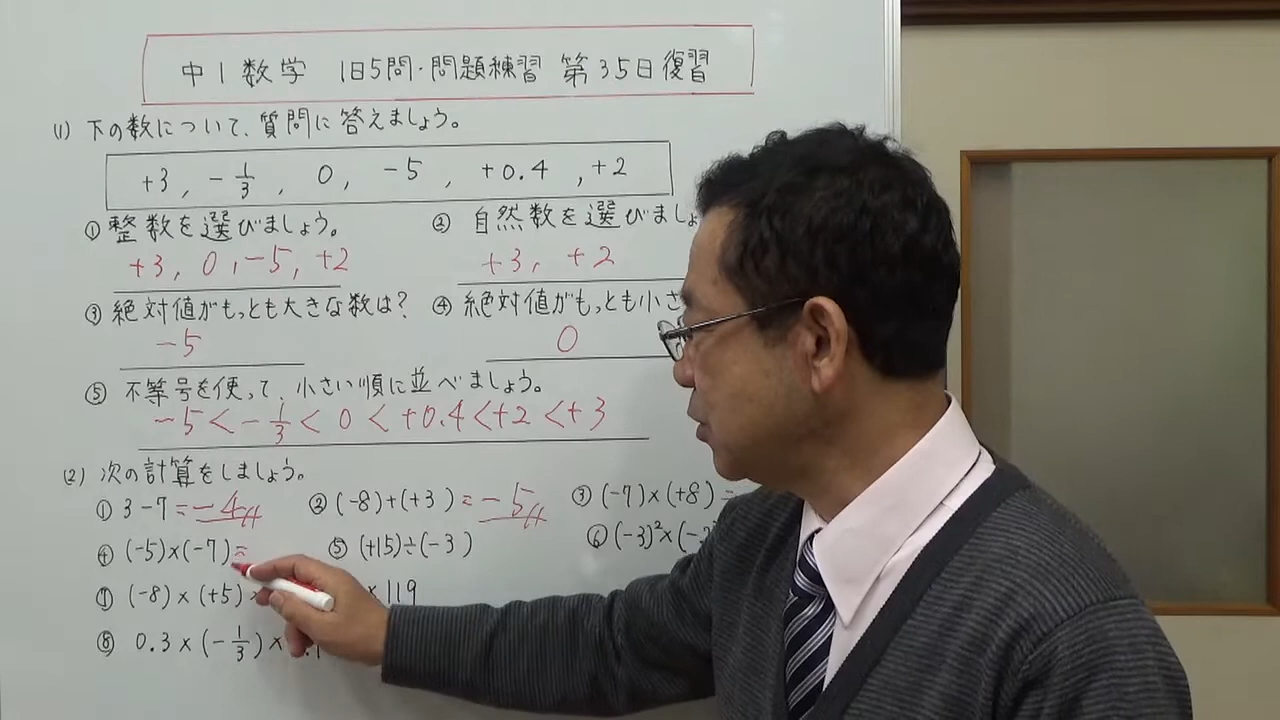 中1数学 1日5問・問題練習 第35日復習
(1) 下の数について、質問に答えましょう。
+3, -1/3, 0, -5, +0.4, +2
① 整数を選びましょう。 ② 自然数を選びましょ
+3, 0, -5, +2 +3, +2
③ 絶対値がもっとも大きな数は? ④ 絶対値がもっとも小さ
-5 0
⑤ 不等号を使って、小さい順に並べましょう。
-5 < -1/3 < 0 < +0.4 < +2 < +3
(2) 次の計算をしましょう。
① 3-7=-4 ② (-8)+(+3)=-5 ③ (-7)×(+8)=
④ (-5)×(-7)= ⑤ (+15)÷(-3) ⑥ (-3)²×(-2
⑦ (-8)×(+5)× ×119
⑧ 0.3×(-1/3)×